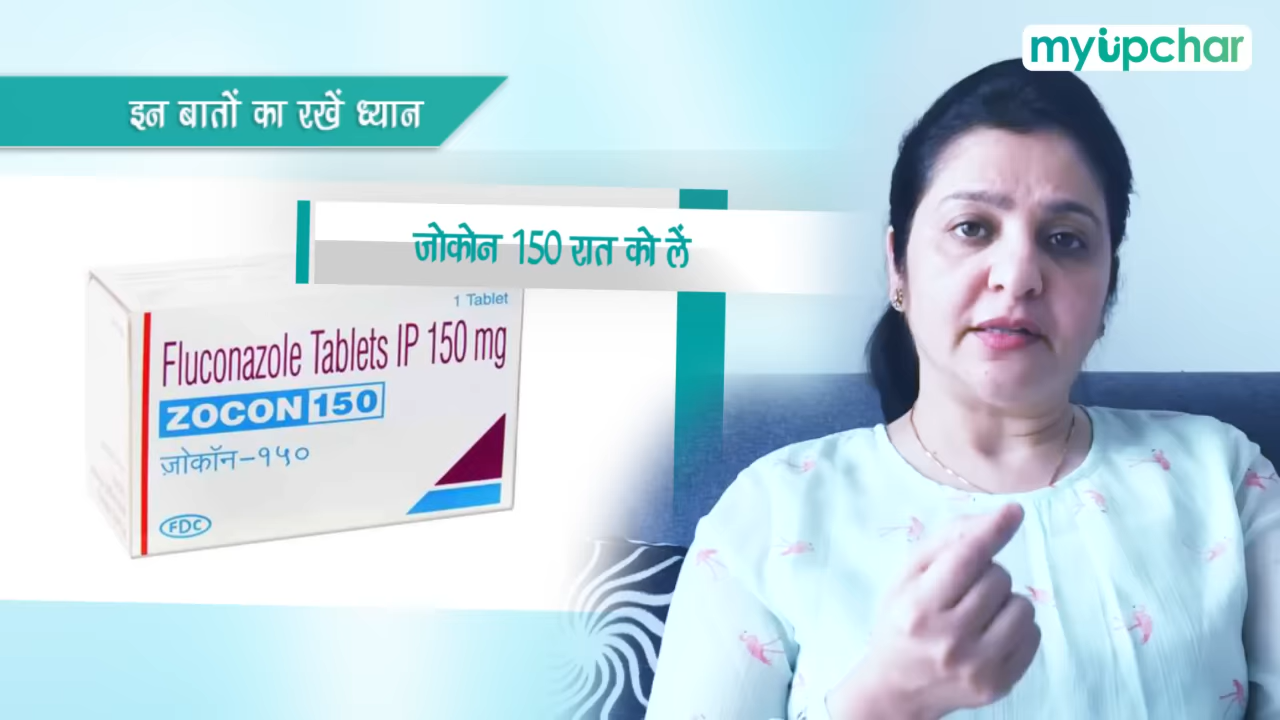 myUpchar
इन बातों का रखें ध्यान
जोकोन 150 रात को लें
1 Tablet
Fluconazole Tablets IP 150 mg
ZOCON 150
ज़ोकॉन-१५०
FDC